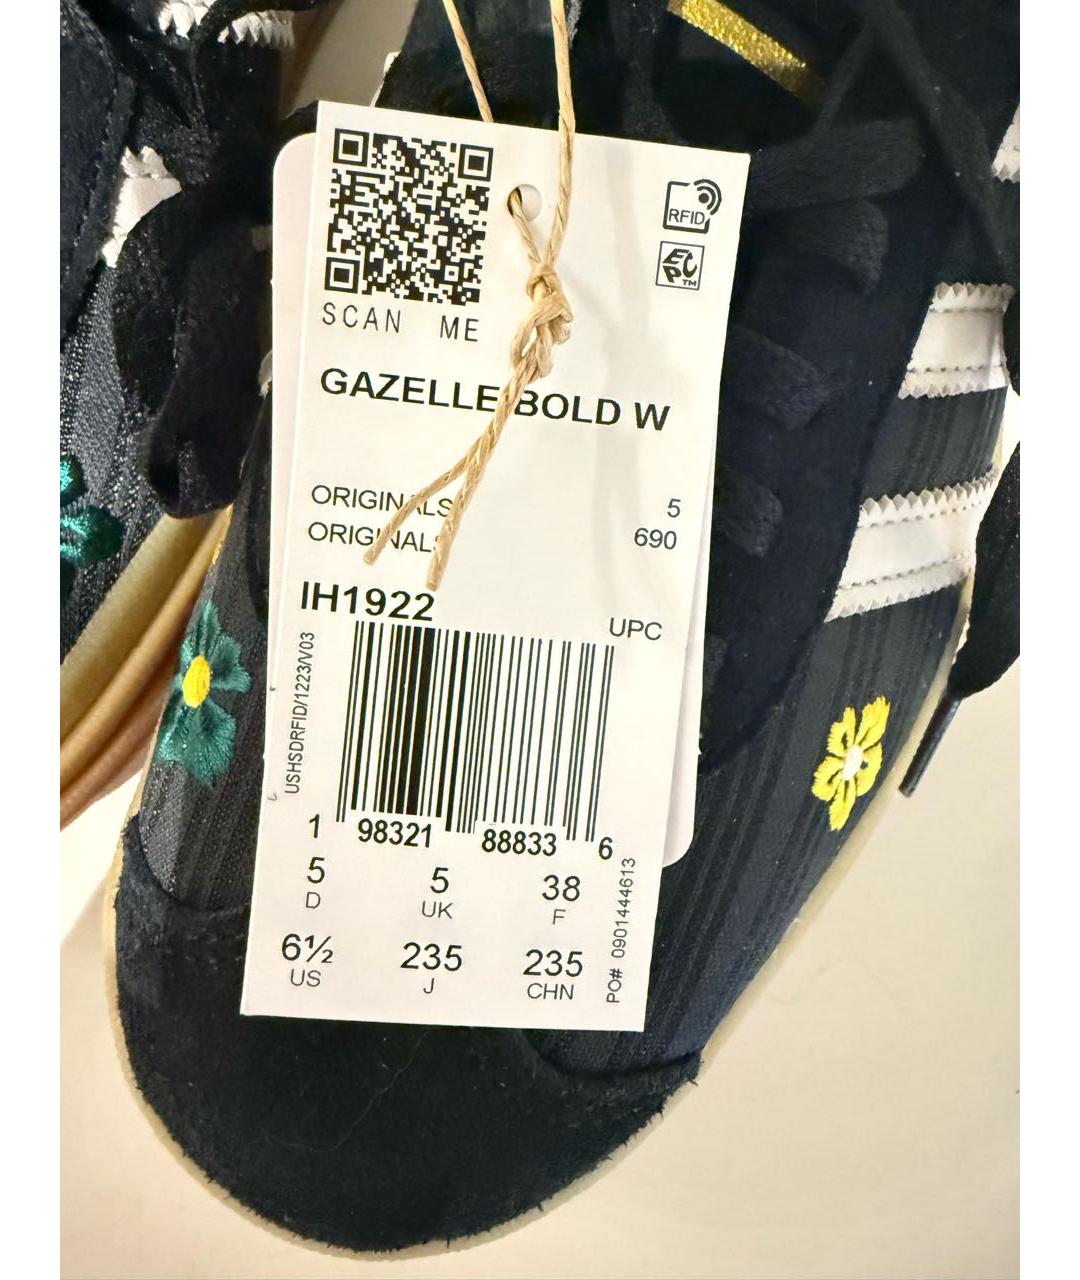 SCAN ME
RFID
EPC™
GAZELLE BOLD W
ORIGINALS 5
ORIGINALS 690
IH1922
UPC
USHSDRFID/1223/V03
1 98321 88833 6
5 5 38
D UK F
6½ 235 235
US J CHN
PO# 0901444613